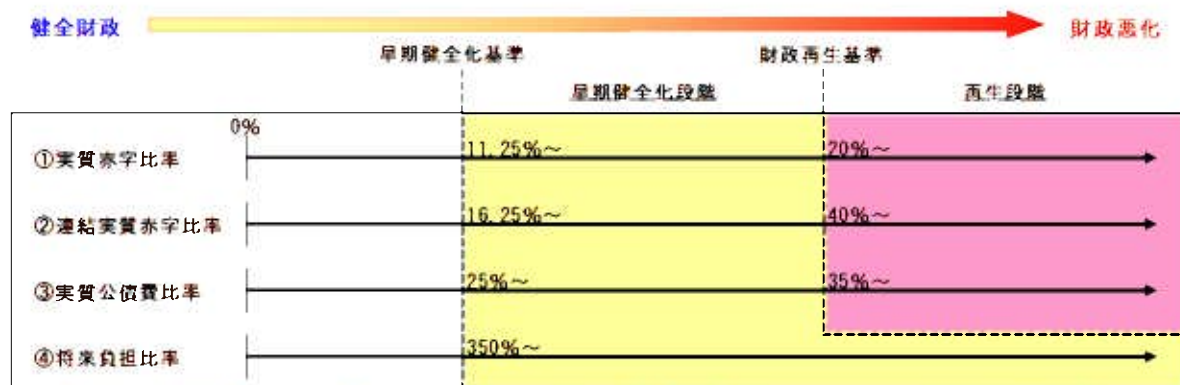 健全財政
財政悪化
早期健全化基準
財政再生基準
早期健全化段階
再生段階
0%
①実質赤字比率
11.25%～
20%～
②連結実質赤字比率
16.25%～
40%～
③実質公債費比率
25%～
35%～
④将来負担比率
350%～